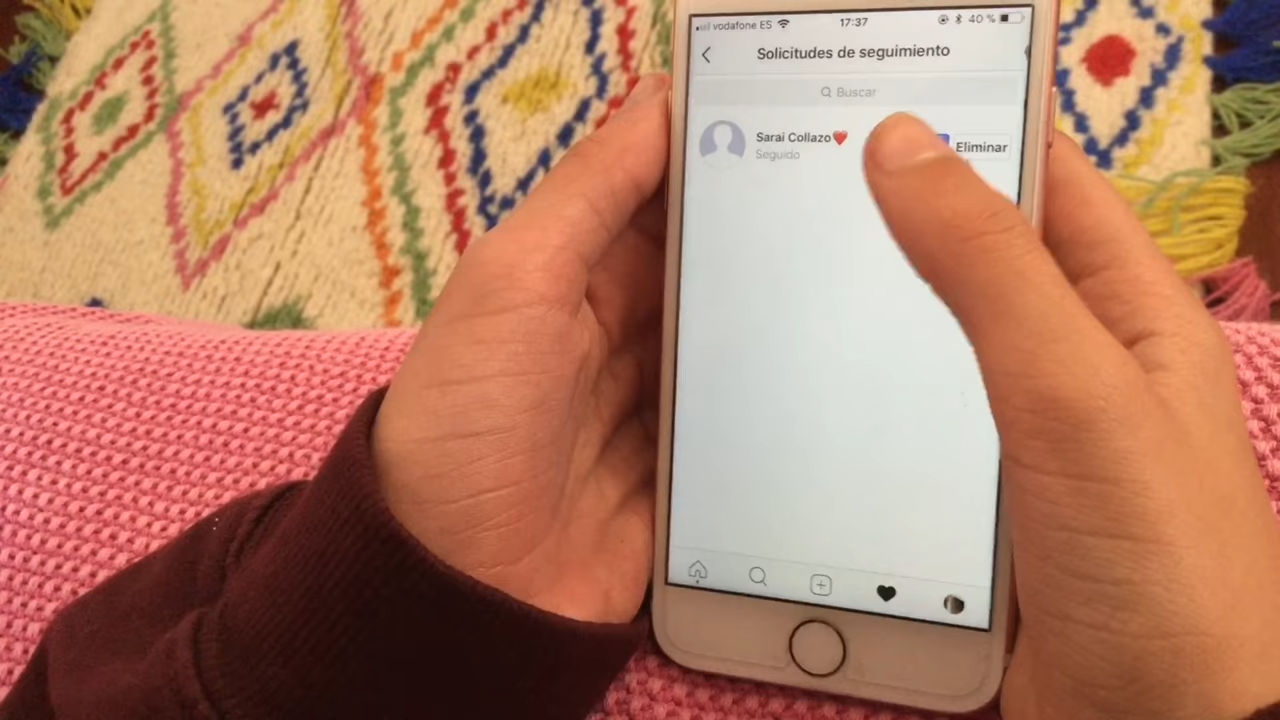 vodafone ES 17:37 40 %
Solicitudes de seguimiento
Buscar
Sarai Collazo❤️
Seguido
Eliminar